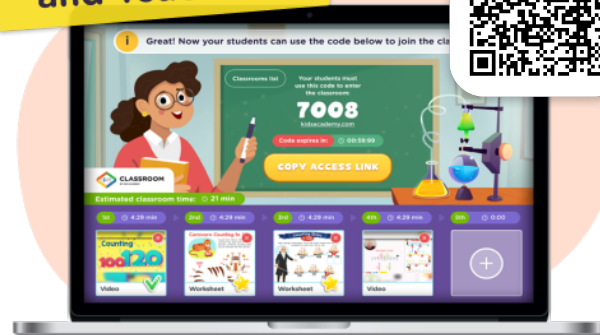 and
Great! Now your students can use the code below to join the cla
Classrooms list
Your students must
use this code to enter
the classroom:
7008
kidsacademy.com
Code expires in: 00:59:99
COPY ACCESS LINK
CLASSROOM
Estimated classroom time: 21 min
1st 4:29 min
2nd 4:29 min
3rd 4:29 min
4th 4:29 min
5th 0:00
Counting
100 120
Video
Worksheet
Worksheet
Video